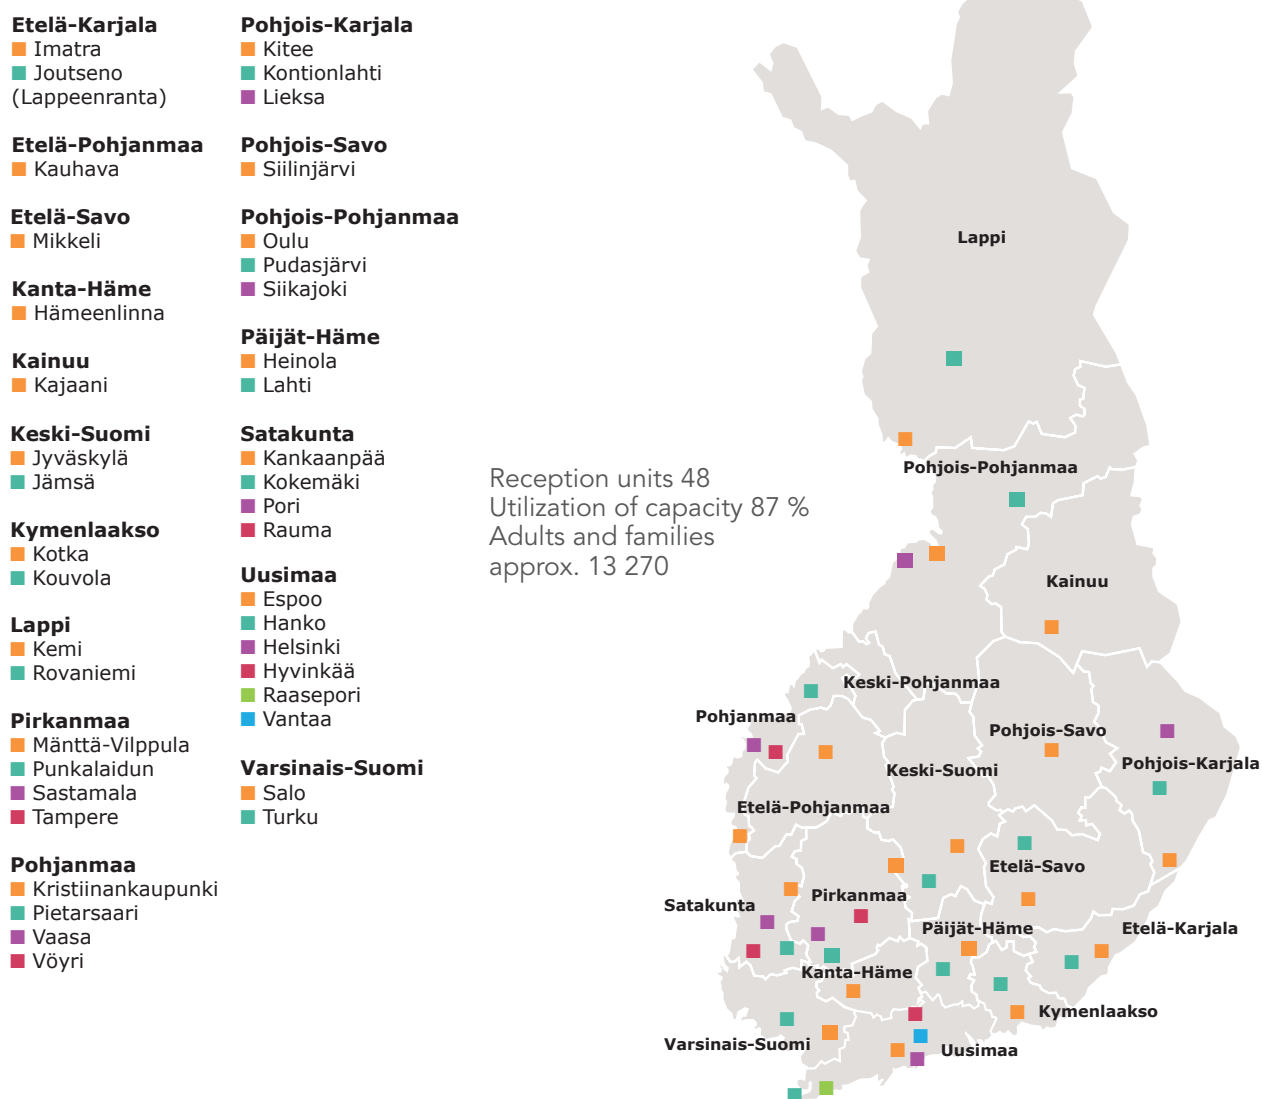 Etelä-Karjala
Imatra
Joutseno
(Lappeenranta)
Etelä-Pohjanmaa
Kauhava
Etelä-Savo
Mikkeli
Kanta-Häme
Hämeenlinna
Kainuu
Kajaani
Keski-Suomi
Jyväskylä
Jämsä
Kymenlaakso
Kotka
Kouvola
Lappi
Kemi
Rovaniemi
Pirkanmaa
Mänttä-Vilppula
Punkalaidun
Sastamala
Tampere
Pohjanmaa
Kristiinankaupunki
Pietarsaari
Vaasa
Vöyri
Pohjois-Karjala
Kitee
Kontionlahti
Lieksa
Pohjois-Savo
Siilinjärvi
Pohjois-Pohjanmaa
Oulu
Pudasjärvi
Siikajoki
Päijät-Häme
Heinola
Lahti
Satakunta
Kankaanpää
Kokemäki
Pori
Rauma
Uusimaa
Espoo
Hanko
Helsinki
Hyvinkää
Raasepori
Vantaa
Varsinais-Suomi
Salo
Turku
Reception units 48
Utilization of capacity 87 %
Adults and families
approx. 13 270
Lappi
Pohjois-Pohjanmaa
Kainuu
Keski-Pohjanmaa
Pohjanmaa
Pohjois-Savo
Pohjois-Karjala
Keski-Suomi
Etelä-Pohjanmaa
Etelä-Savo
Pirkanmaa
Satakunta
Päijät-Häme
Etelä-Karjala
Kanta-Häme
Kymenlaakso
Varsinais-Suomi
Uusimaa